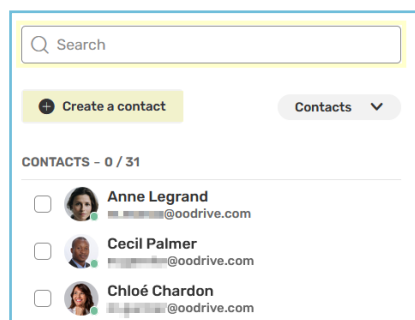 Search
Create a contact
Contacts
CONTACTS – 0 / 31
Anne Legrand
@oodrive.com
Cecil Palmer
@oodrive.com
Chloé Chardon
@oodrive.com